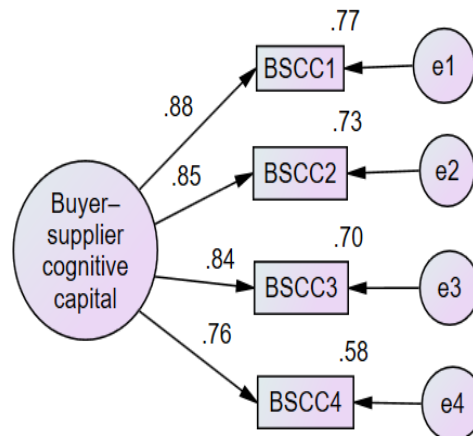 .77
BSCC1
e1
.88
.73
BSCC2
e2
.85
Buyer–
supplier
cognitive
capital
.70
BSCC3
e3
.84
.76
.58
BSCC4
e4